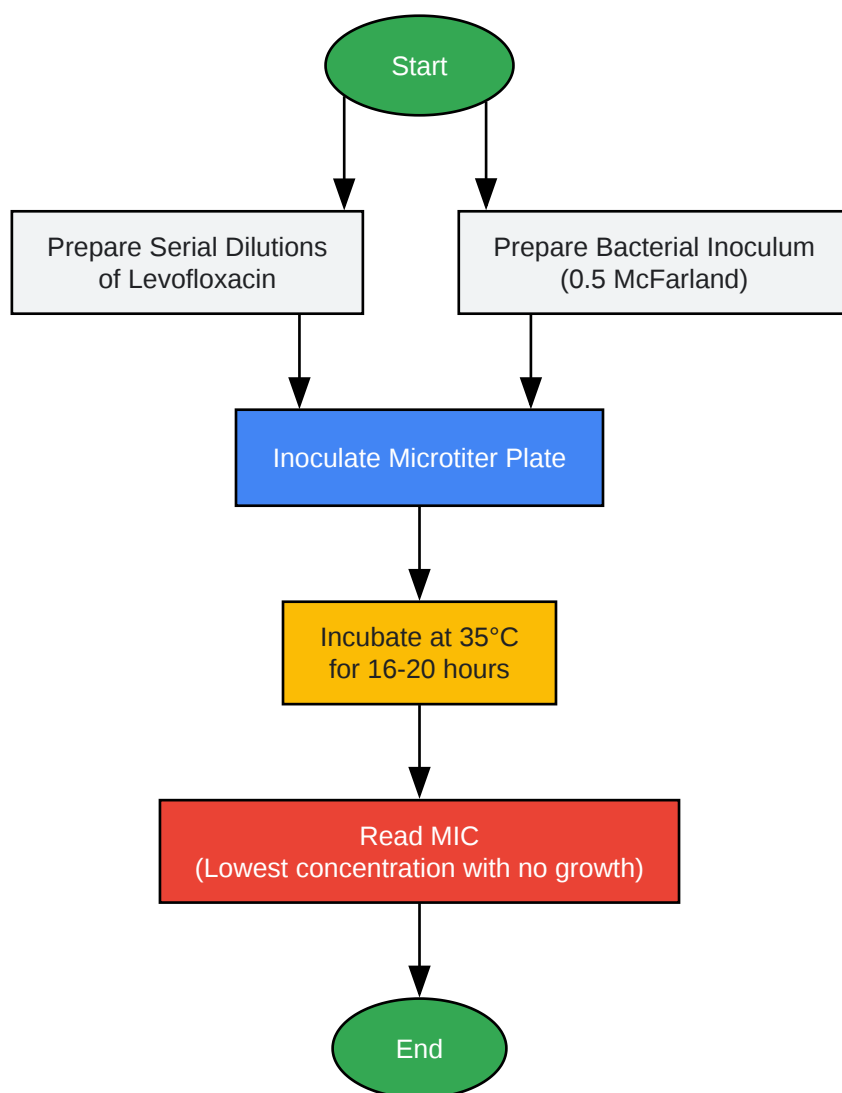 Start
Prepare Serial Dilutions
of Levofloxacin
Prepare Bacterial Inoculum
(0.5 McFarland)
Inoculate Microtiter Plate
Incubate at 35°C
for 16-20 hours
Read MIC
(Lowest concentration with no growth)
End